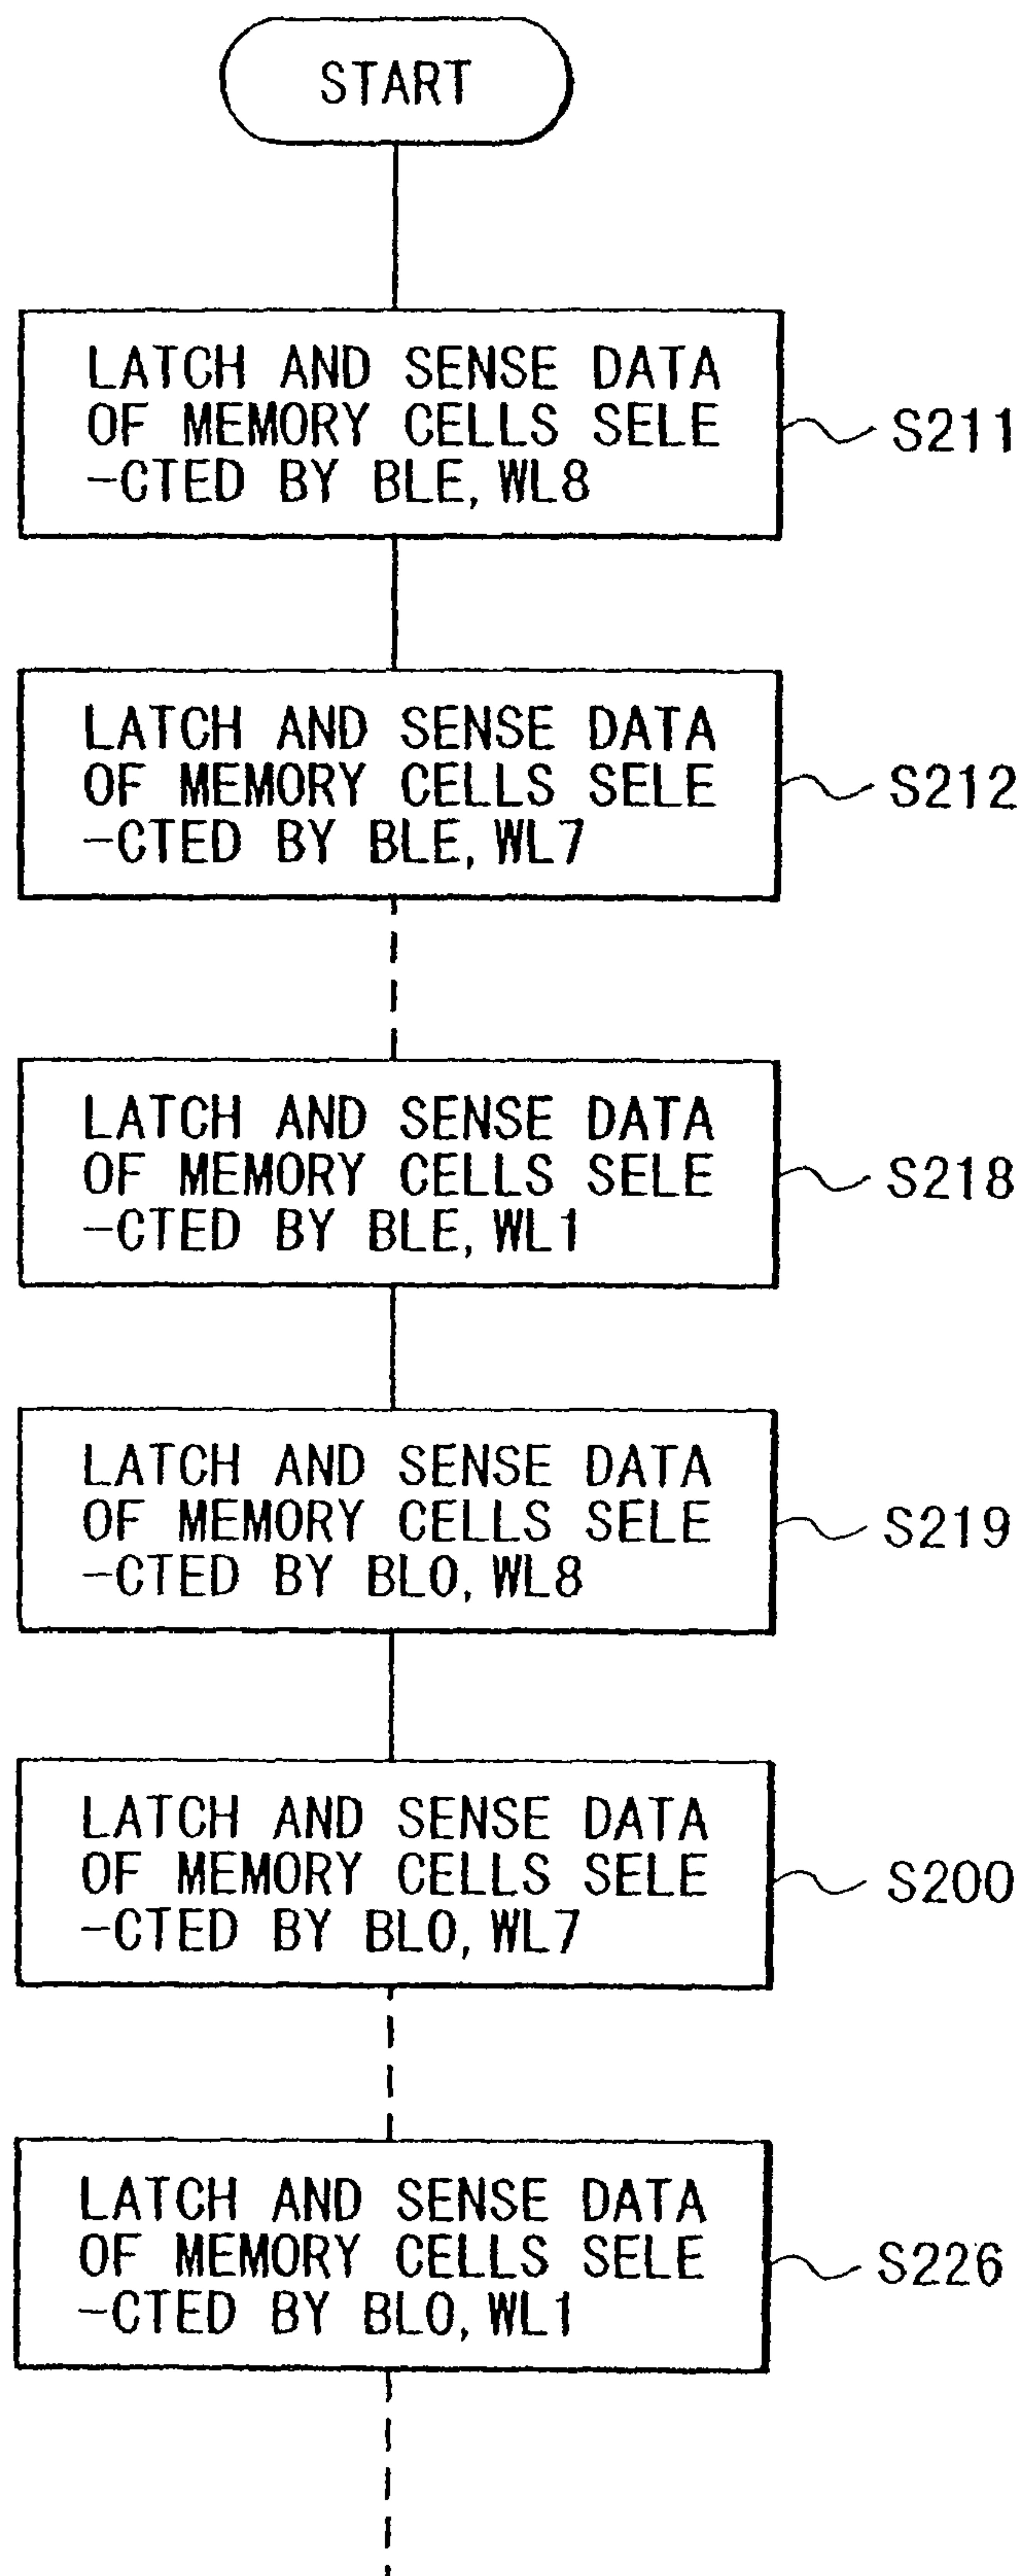 START
LATCH AND SENSE DATA
OF MEMORY CELLS SELE
-CTED BY BLE, WL8
S211
LATCH AND SENSE DATA
OF MEMORY CELLS SELE
-CTED BY BLE, WL7
S212
LATCH AND SENSE DATA
OF MEMORY CELLS SELE
-CTED BY BLE, WL1
S218
LATCH AND SENSE DATA
OF MEMORY CELLS SELE
-CTED BY BLO, WL8
S219
LATCH AND SENSE DATA
OF MEMORY CELLS SELE
-CTED BY BLO, WL7
S200
LATCH AND SENSE DATA
OF MEMORY CELLS SELE
-CTED BY BLO, WL1
S226